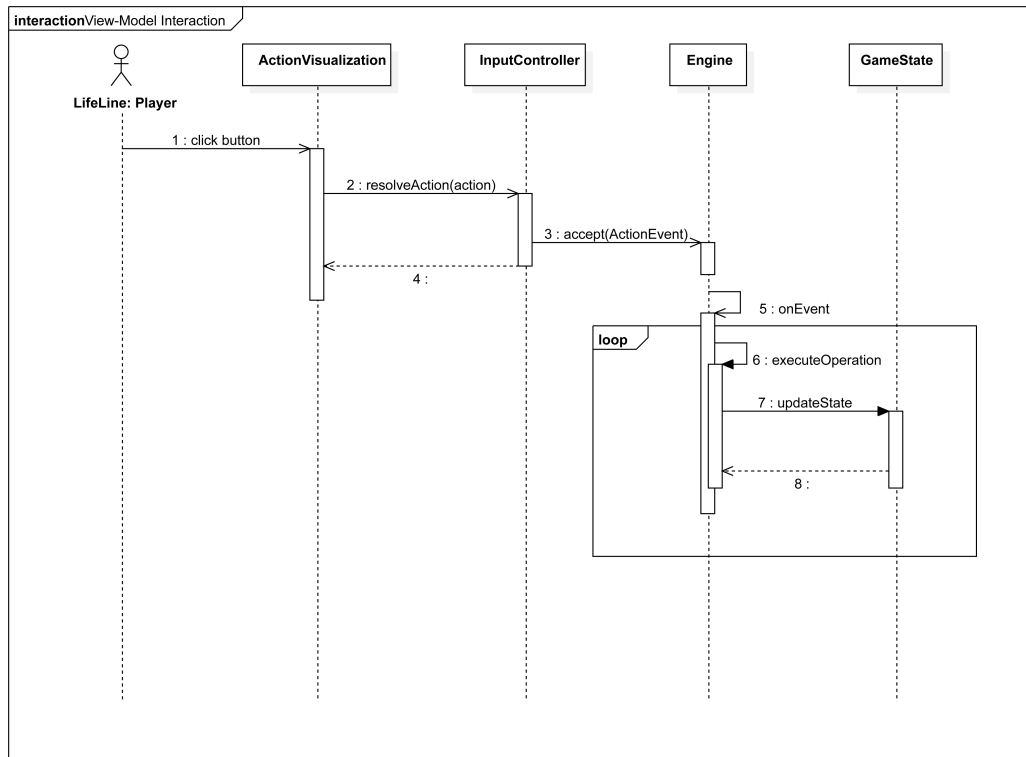 interactionView-Model Interaction
ActionVisualization
InputController
Engine
GameState
LifeLine: Player
1 : click button
2 : resolveAction(action)
3 : accept(ActionEvent)
4 :
5 : onEvent
loop
6 : executeOperation
7 : updateState
8 :